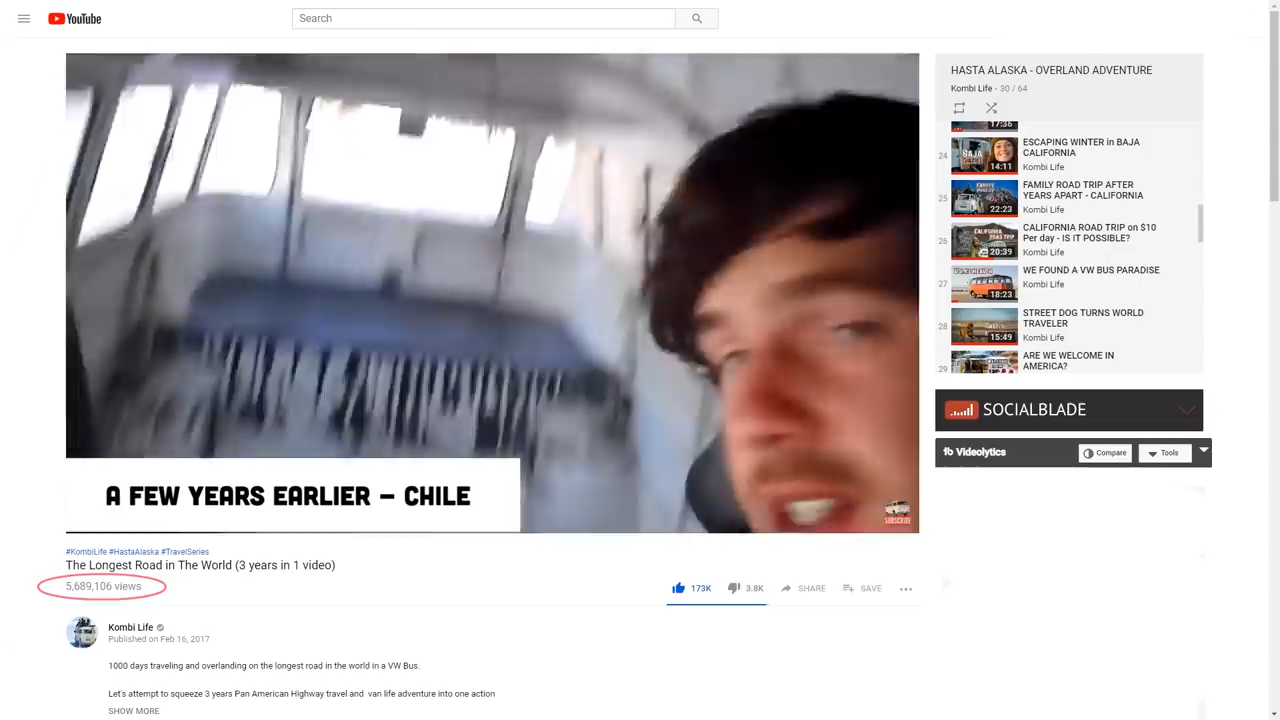 YouTube
Search
HASTA ALASKA - OVERLAND ADVENTURE
Kombi Life - 30 / 64
17:36
24
BAJA
14:11
ESCAPING WINTER in BAJA
CALIFORNIA
Kombi Life
25
FAMILY
22:23
FAMILY ROAD TRIP AFTER
YEARS APART - CALIFORNIA
Kombi Life
26
CALIFORNIA
ROAD TRIP
20:39
CALIFORNIA ROAD TRIP on $10
Per day - IS IT POSSIBLE?
Kombi Life
27
18:23
WE FOUND A VW BUS PARADISE
Kombi Life
28
15:49
STREET DOG TURNS WORLD
TRAVELER
Kombi Life
29
ARE WE WELCOME IN
AMERICA?
SOCIALBLADE
Videolytics
Compare
Tools
A FEW YEARS EARLIER – CHILE
SUBSCRIBE
#KombiLife #HastaAlaska #TravelSeries
The Longest Road in The World (3 years in 1 video)
5,689,106 views
173K
3.8K
SHARE
SAVE
Kombi Life
Published on Feb 16, 2017
1000 days traveling and overlanding on the longest road in the world in a VW Bus.
Let's attempt to squeeze 3 years Pan American Highway travel and van life adventure into one action
SHOW MORE